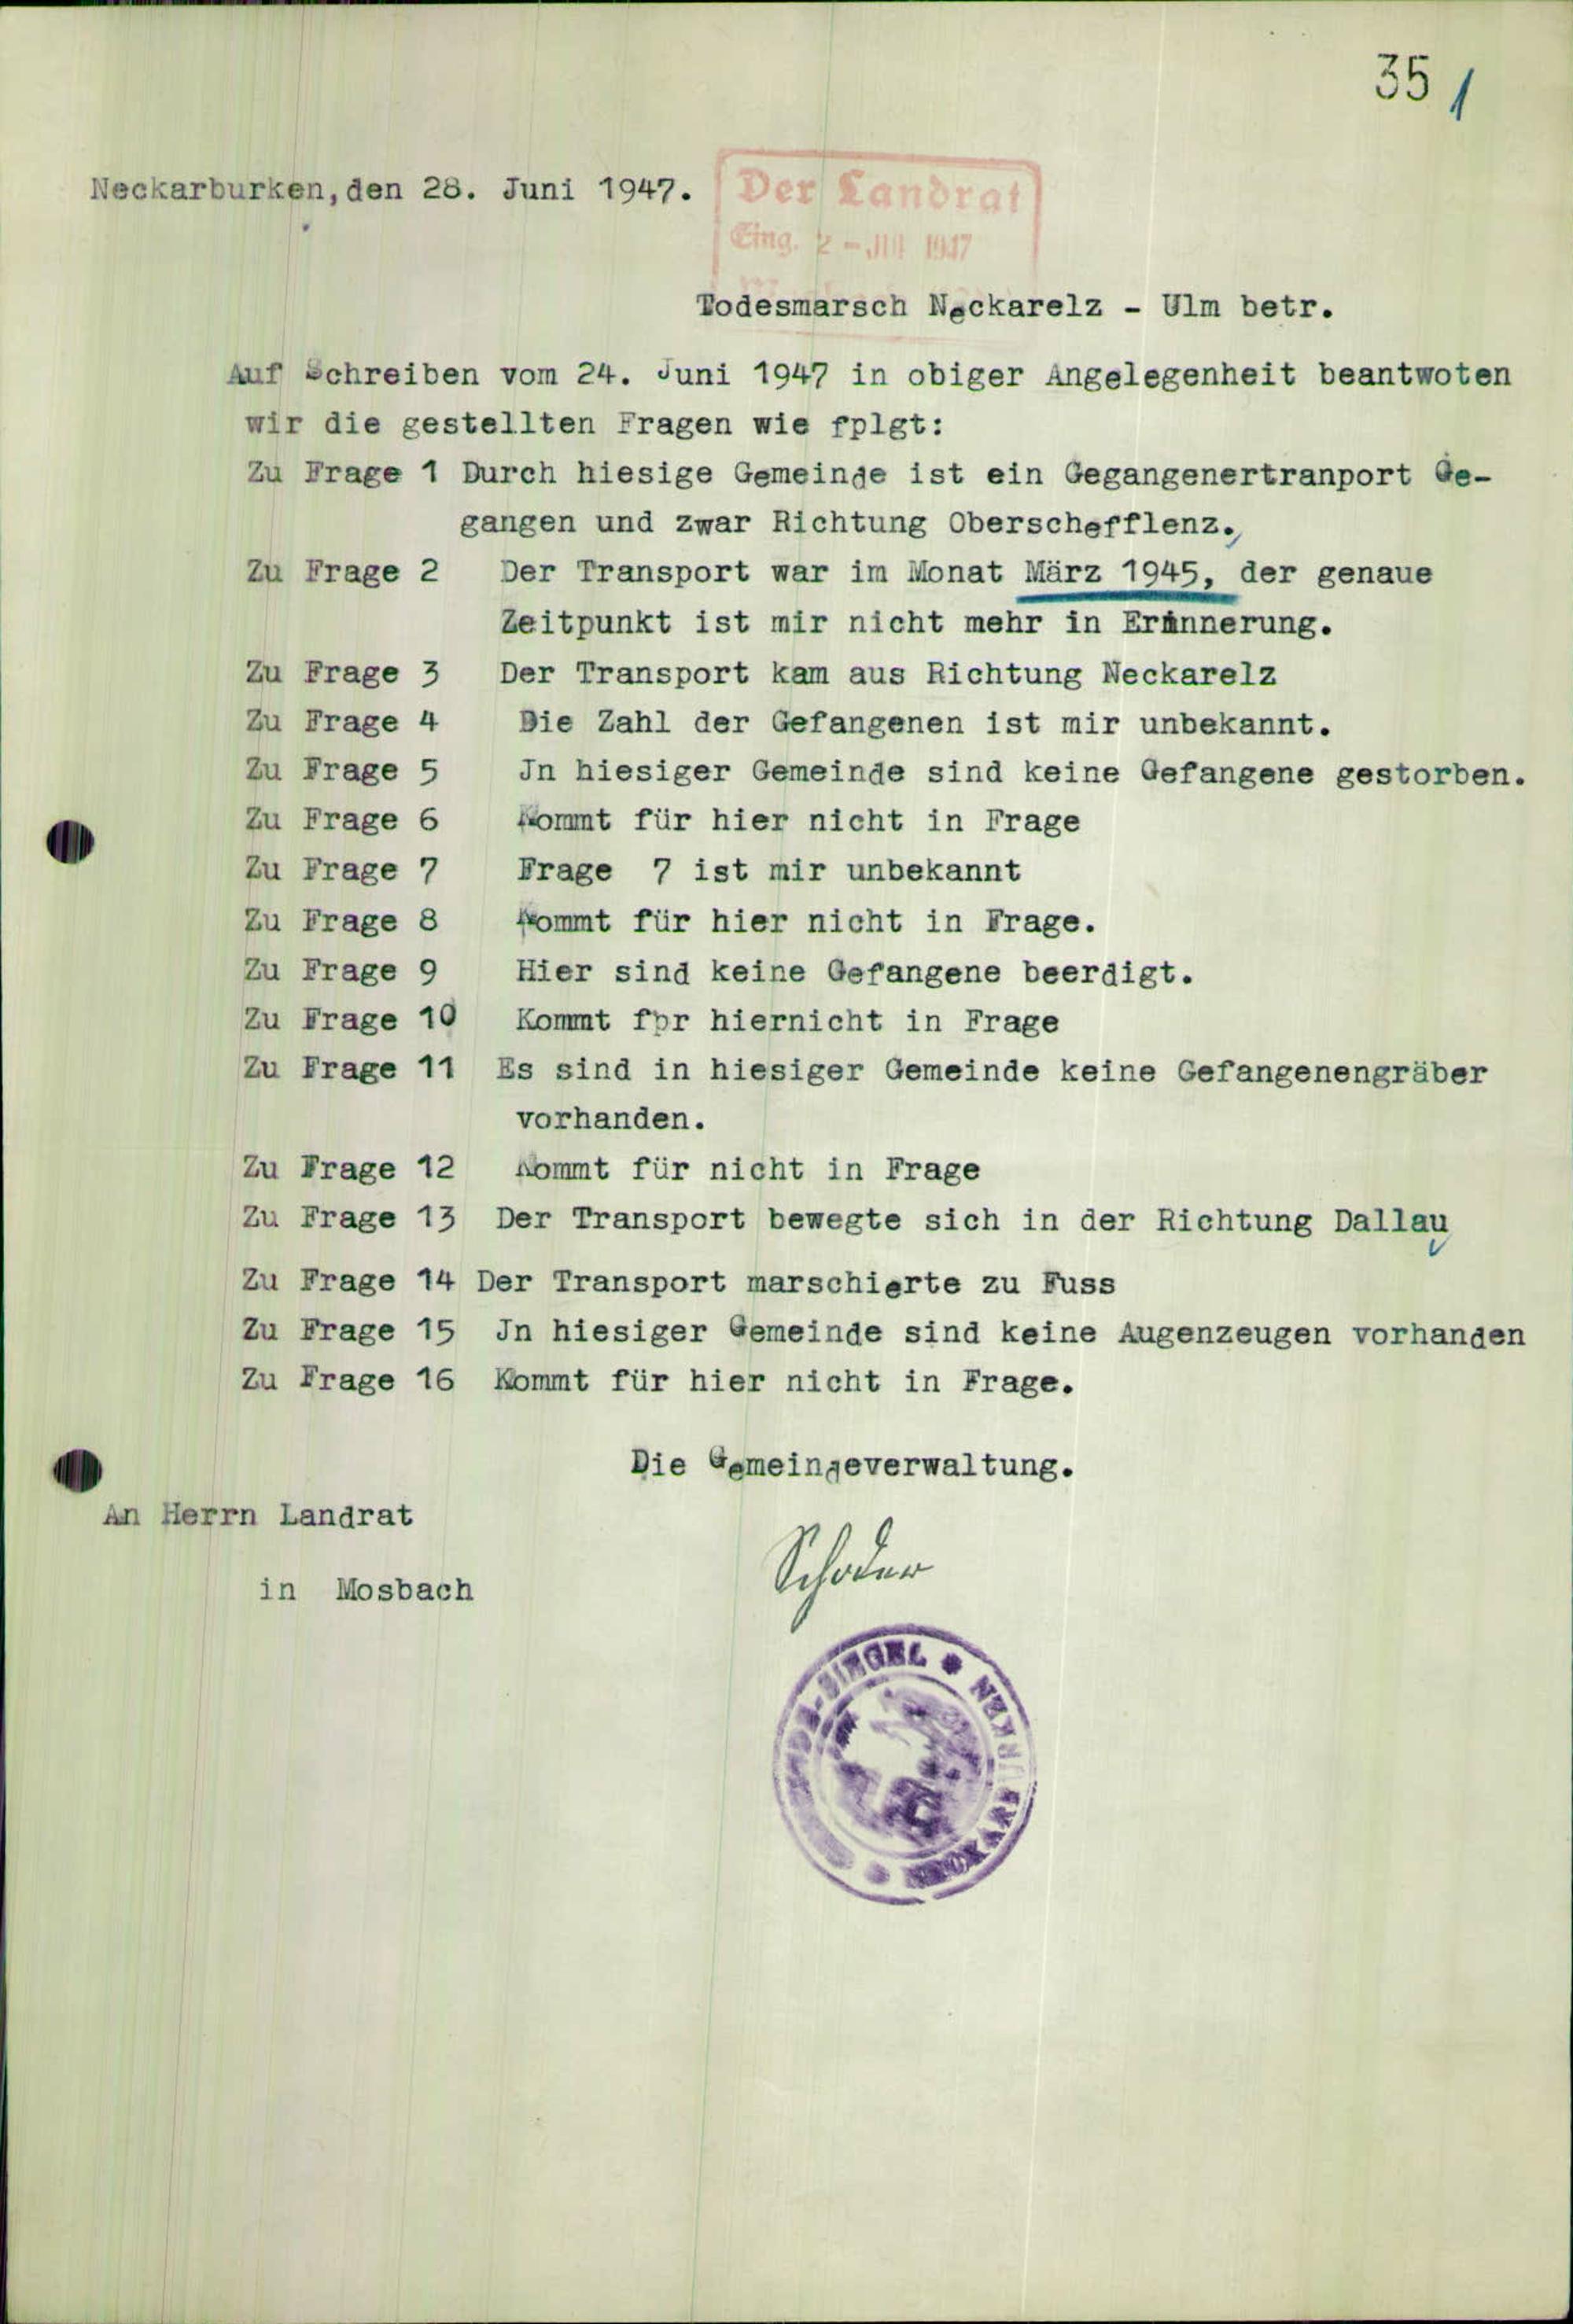 35 /
Neckarburken, den 28. Juni 1947.
Der Landrat
Eing. 2 - JULI 1947
Todesmarsch Neckarelz - Ulm betr.
Auf Schreiben vom 24. Juni 1947 in obiger Angelegenheit beantwoten
wir die gestellten Fragen wie fplgt:
Zu Frage 1 Durch hiesige Gemeinde ist ein Gegangenertranport Ge-
gangen und zwar Richtung Oberschefflenz.
Zu Frage 2 Der Transport war im Monat März 1945, der genaue
Zeitpunkt ist mir nicht mehr in Erinnerung.
Zu Frage 3 Der Transport kam aus Richtung Neckarelz
Zu Frage 4 Die Zahl der Gefangenen ist mir unbekannt.
Zu Frage 5 Jn hiesiger Gemeinde sind keine Gefangene gestorben.
Zu Frage 6 Kommt für hier nicht in Frage
Zu Frage 7 Frage 7 ist mir unbekannt
Zu Frage 8 Kommt für hier nicht in Frage.
Zu Frage 9 Hier sind keine Gefangene beerdigt.
Zu Frage 10 Kommt fpr hiernicht in Frage
Zu Frage 11 Es sind in hiesiger Gemeinde keine Gefangenengräber
vorhanden.
Zu Frage 12 Kommt für nicht in Frage
Zu Frage 13 Der Transport bewegte sich in der Richtung Dallau
Zu Frage 14 Der Transport marschierte zu Fuss
Zu Frage 15 Jn hiesiger Gemeinde sind keine Augenzeugen vorhanden
Zu Frage 16 Kommt für hier nicht in Frage.
Die Gemeindeverwaltung.
An Herrn Landrat
in Mosbach
Schoder
SIEGEL * NECKARBURKEN